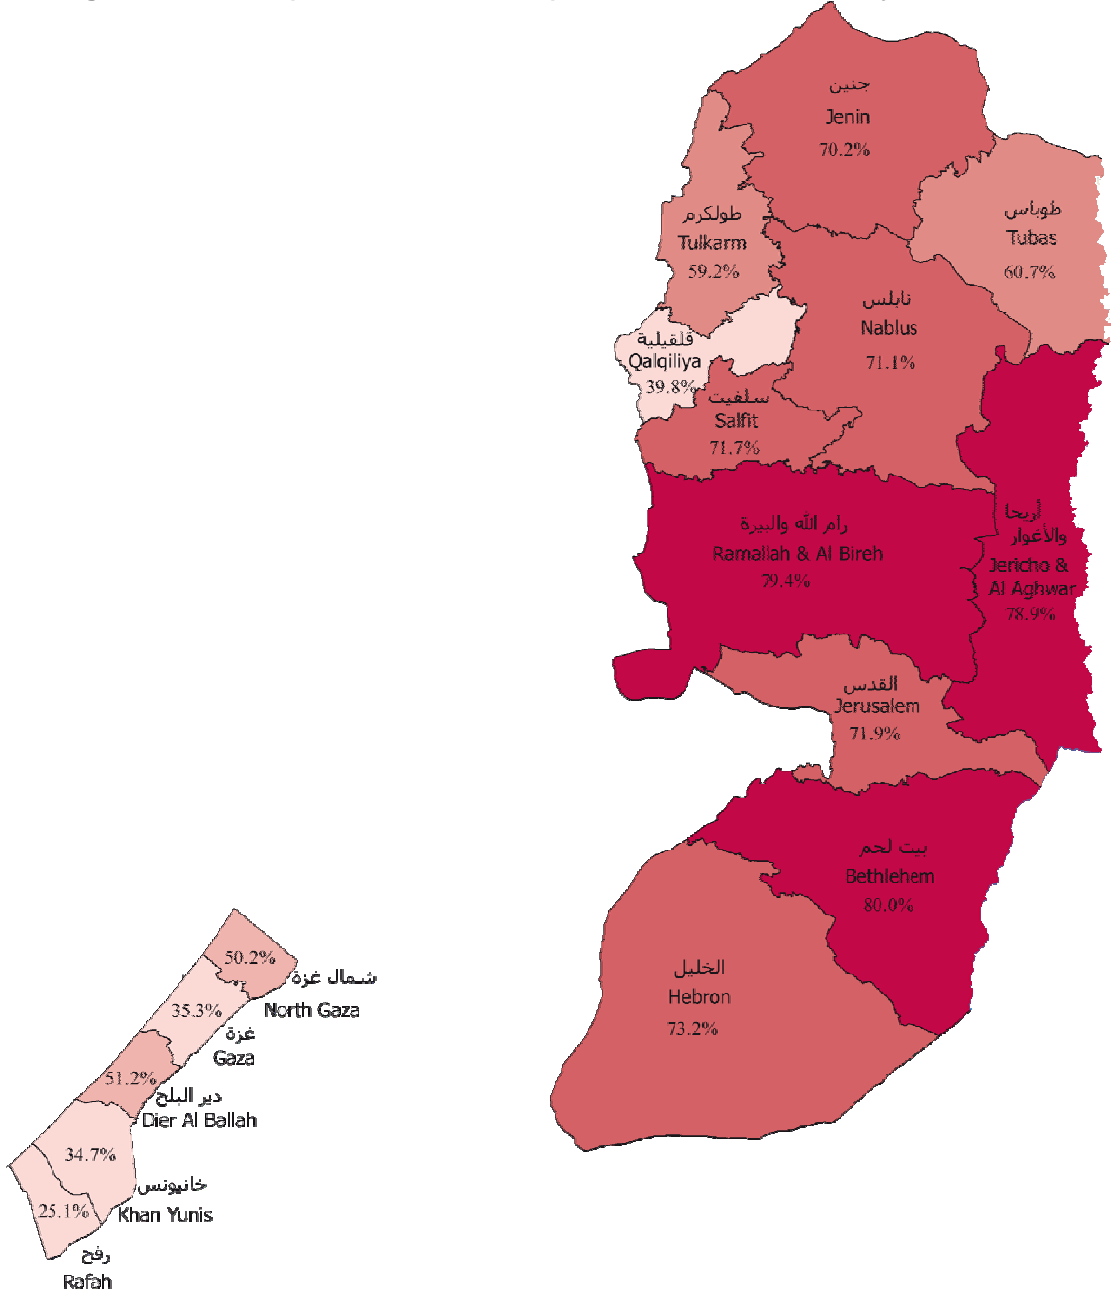 جنين
Jenin
70.2%
طولكرم
Tulkarm
59.2%
طوباس
Tubas
60.7%
نابلس
Nablus
71.1%
قلقيلية
Qalqiliya
39.8%
سلفيت
Salfit
71.7%
رام الله والبيرة
Ramallah & Al Bireh
79.4%
أريحا
والأغوار
Jericho &
Al Aghwar
78.9%
القدس
Jerusalem
71.9%
بيت لحم
Bethlehem
80.0%
الخليل
Hebron
73.2%
50.2%
شمال غزة
North Gaza
35.3%
غزة
Gaza
51.2%
دير البلح
Dier Al Ballah
34.7%
خانيونس
Khan Yunis
25.1%
رفح
Rafah